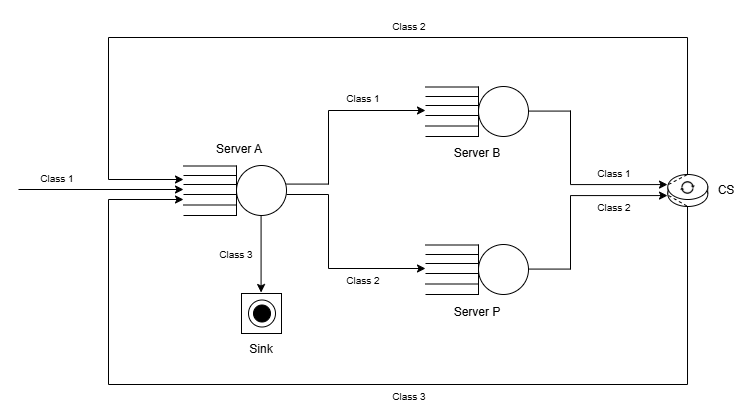 Class 2
Class 1
Server B
Server A
Class 1
Class 1
CS
Class 2
Class 3
Class 2
Server P
Sink
Class 3